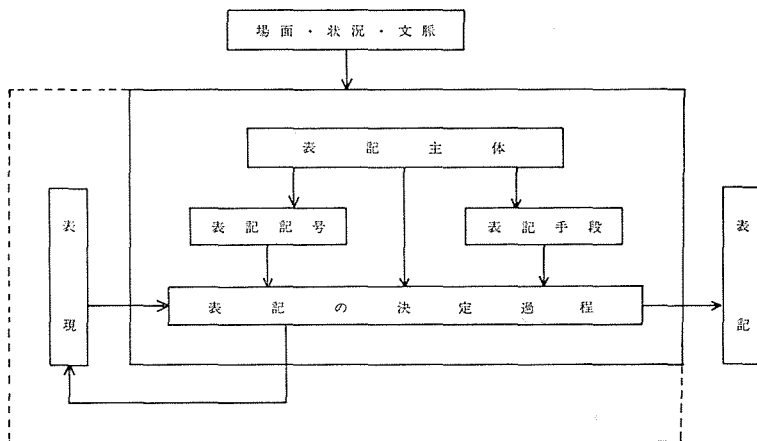 場面・状況・文脈
表記主体
表記記号
表記手段
表現
表記の決定過程
表記